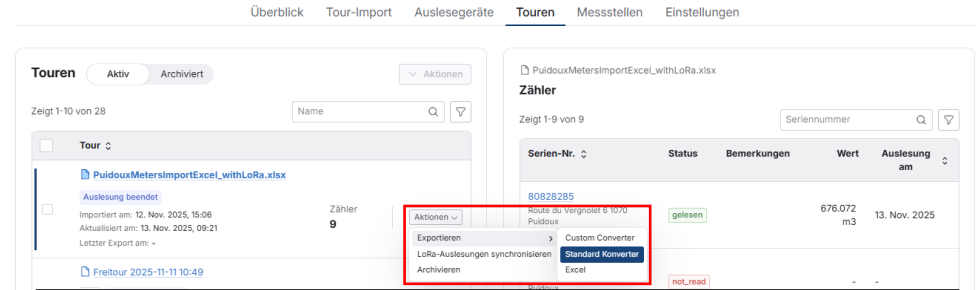 Überblick Tour-Import Auslesegeräte Touren Messstellen Einstellungen
Touren Aktiv Archiviert Aktionen
Zeigt 1-10 von 28 Name
Tour
PuidouxMetersImportExcel_withLoRa.xlsx
Auslesung beendet
Importiert am: 12. Nov. 2025, 15:06
Aktualisiert am: 13. Nov. 2025, 09:21
Letzter Export am: -
Zähler
9
Aktionen
Exportieren
LoRa-Auslesungen synchronisieren
Archivieren
Custom Converter
Standard Konverter
Excel
Freitour 2025-11-11 10:49
PuidouxMetersImportExcel_withLoRa.xlsx
Zähler
Zeigt 1-9 von 9 Seriennummer
Serien-Nr. Status Bemerkungen Wert Auslesung
am
80828285
Route du Vergnolet 6 1070
Puidoux
gelesen
676.072
m3
13. Nov. 2025
not_read - -